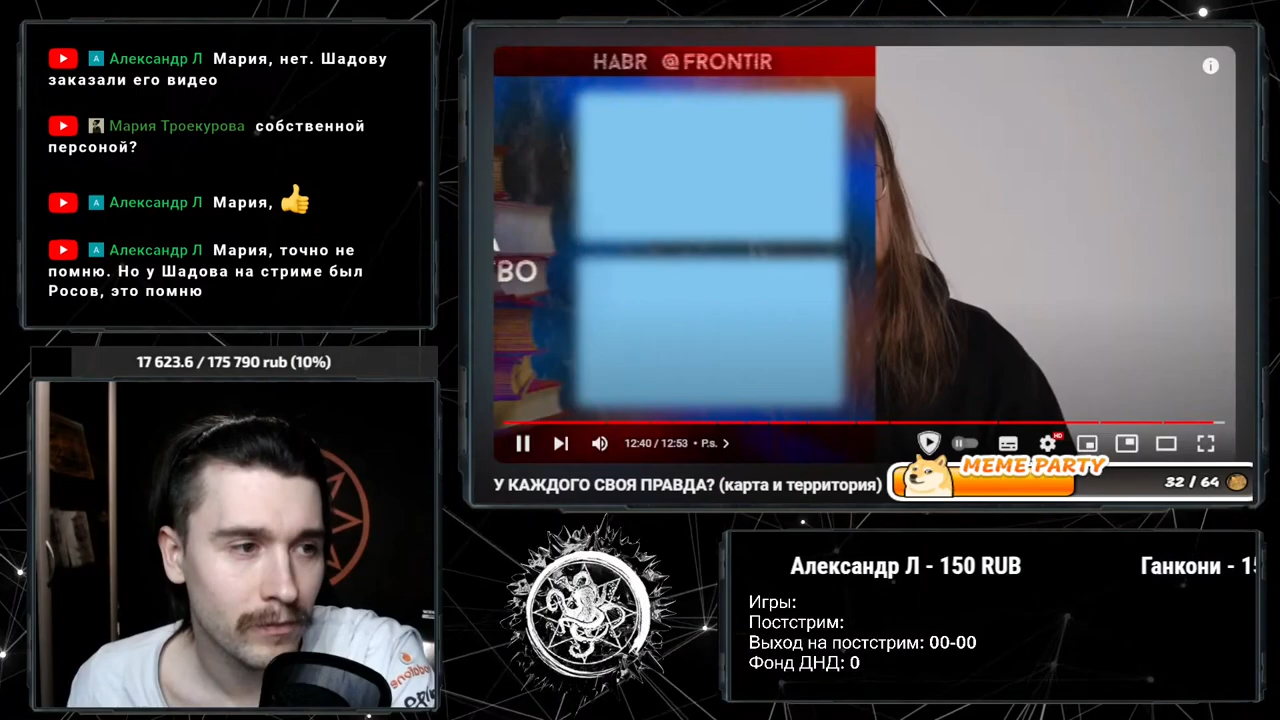 Александр Л Мария, нет. Шадову
заказали его видео
Мария Троекурова собственной
персоной?
Александр Л Мария,
Александр Л Мария, точно не
помню. Но у Шадова на стриме был
Росов, это помню
17 623.6 / 175 790 rub (10%)
HABR @FRONTIR
ВО
12:40 / 12:53 • P.s.
HD
MEME PARTY
32 / 64
У КАЖДОГО СВОЯ ПРАВДА? (карта и территория)
Александр Л - 150 RUB
Ганкони - 15
Игры:
Постстрим:
Выход на постстрим: 00-00
Фонд ДНД: 0